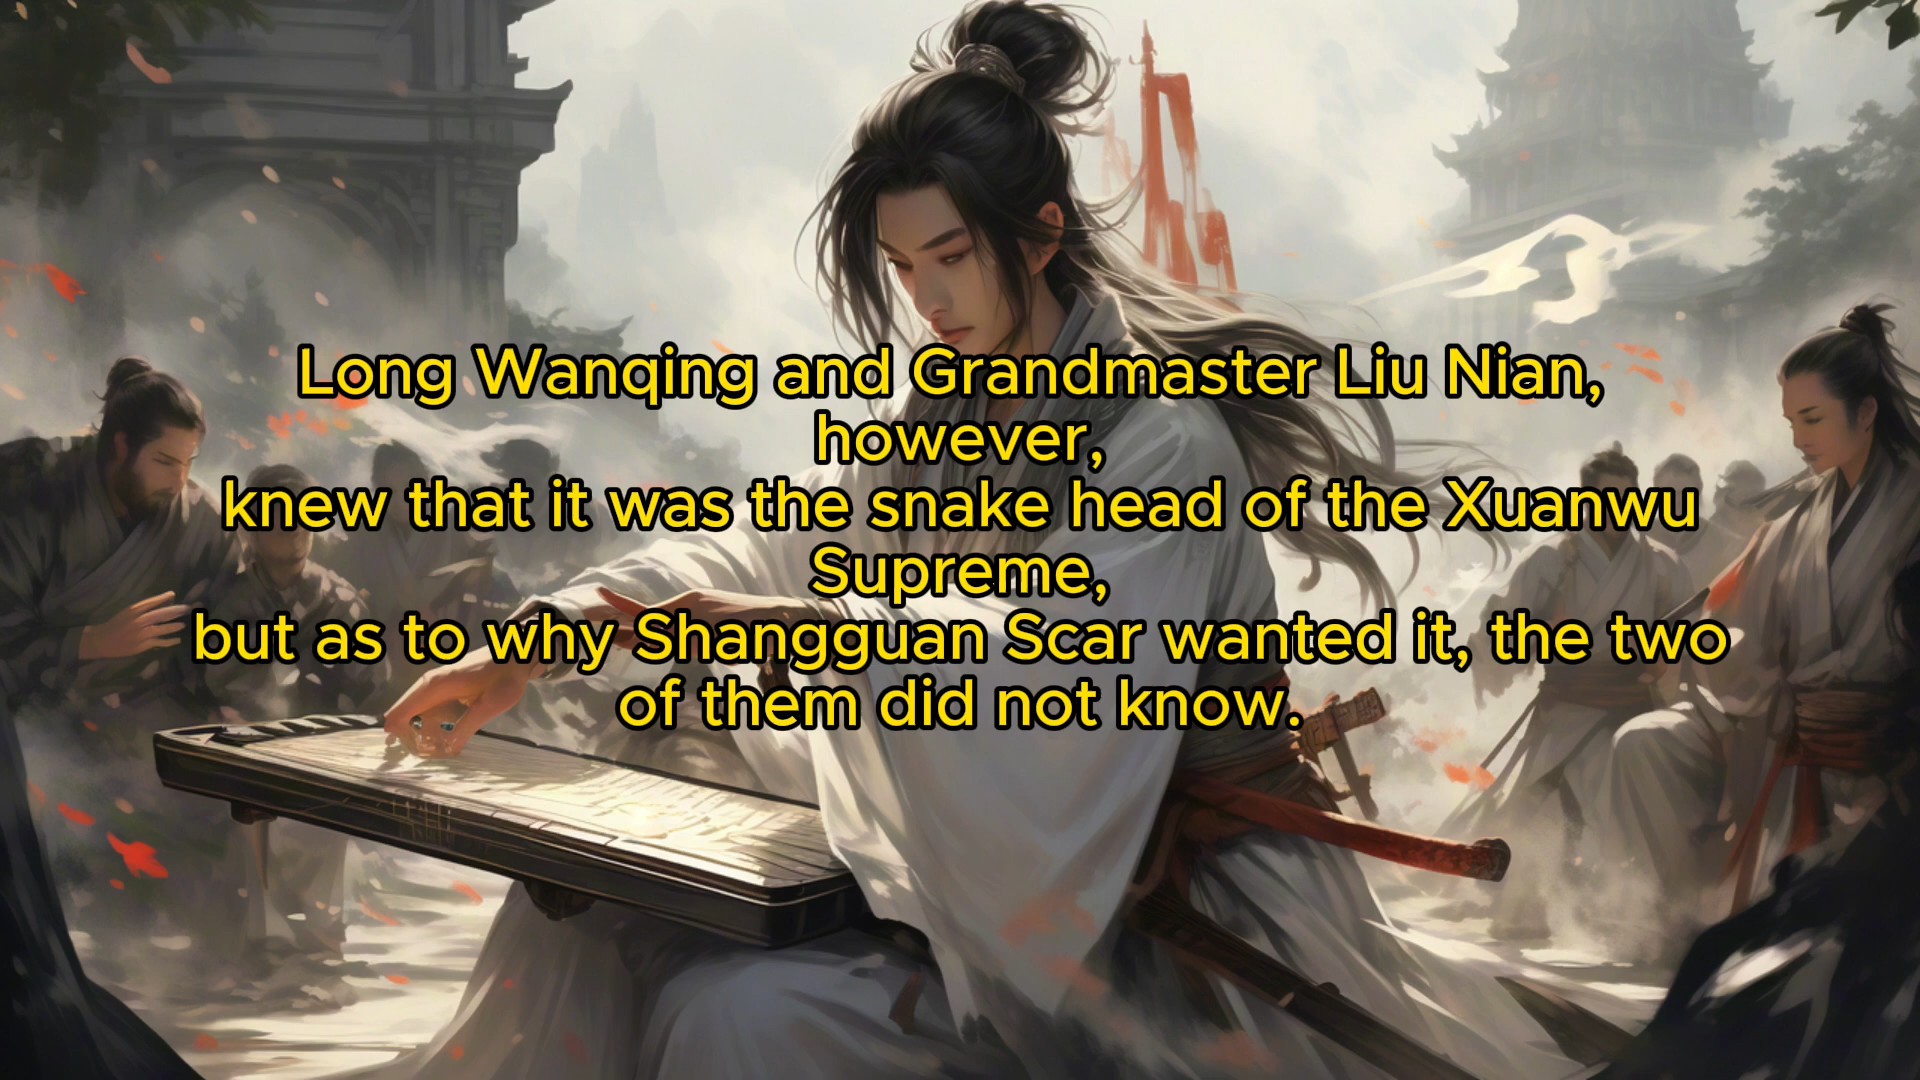 Long Wanqing and Grandmaster Liu Nian,
however,
knew that it was the snake head of the Xuanwu
Supreme,
but as to why Shangguan Scar wanted it, the two
of them did not know.